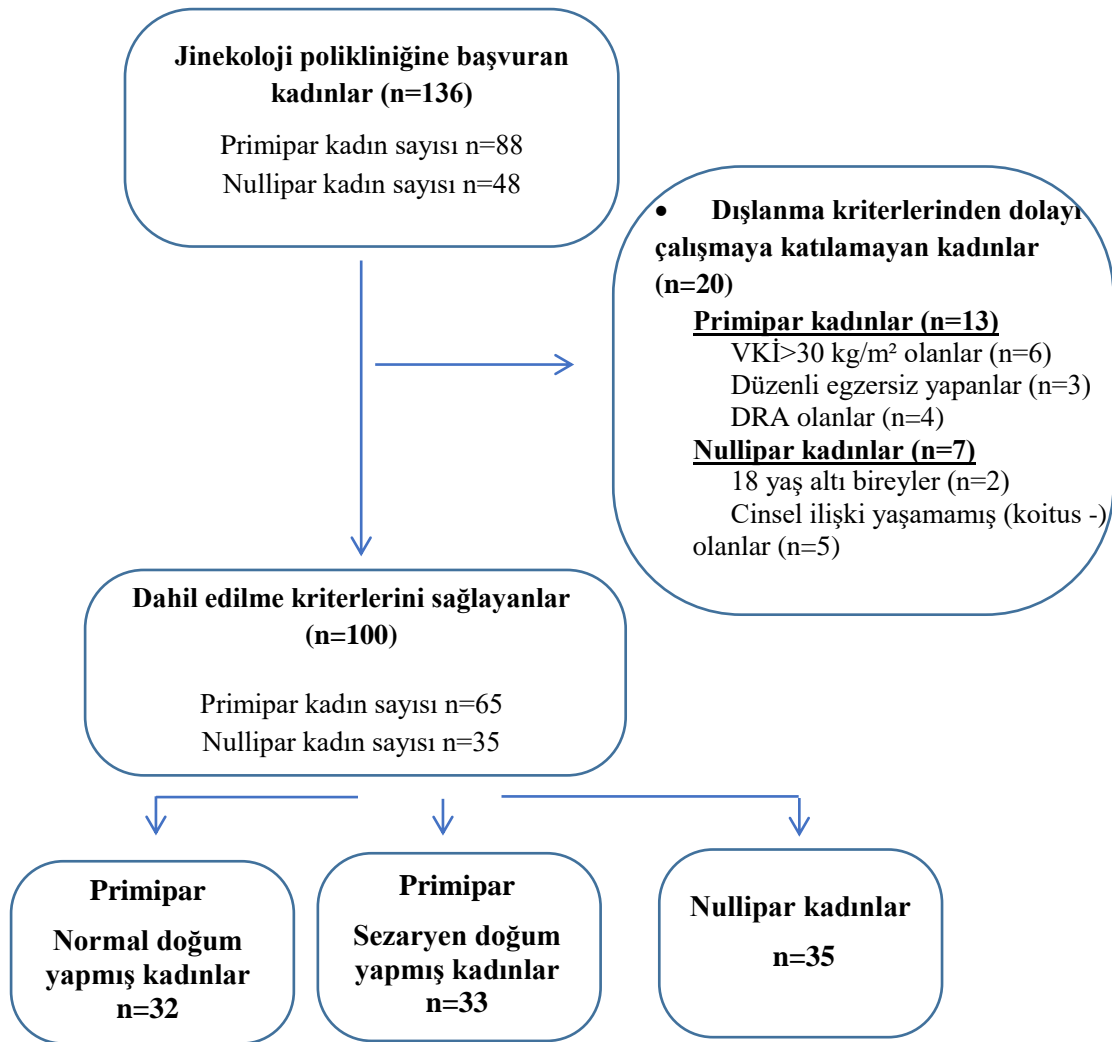 Jinekoloji polikliniğine başvuran
kadınlar (n=136)
Primipar kadın sayısı n=88
Nullipar kadın sayısı n=48
• Dışlanma kriterlerinden dolayı
çalışmaya katılamayan kadınlar
(n=20)
Primipar kadınlar (n=13)
VKİ>30 kg/m² olanlar (n=6)
Düzenli egzersiz yapanlar (n=3)
DRA olanlar (n=4)
Nullipar kadınlar (n=7)
18 yaş altı bireyler (n=2)
Cinsel ilişki yaşamamış (koitus -)
olanlar (n=5)
Dahil edilme kriterlerini sağlayanlar
(n=100)
Primipar kadın sayısı n=65
Nullipar kadın sayısı n=35
Primipar
Normal doğum
yapmış kadınlar
n=32
Primipar
Sezaryen doğum
yapmış kadınlar
n=33
Nullipar kadınlar
n=35